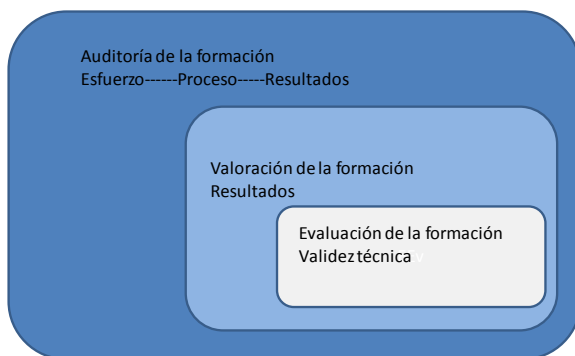 Auditoría de la formación
Esfuerzo------Proceso-----Resultados
Valoración de la formación
Resultados
Evaluación de la formación
Validez técnica